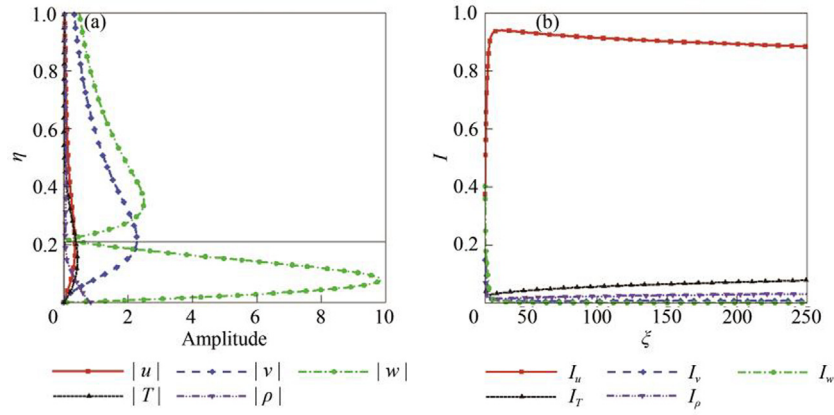 (a)
1.0
0.8
0.6
0.4
0.2
0
η
0 2 4 6 8 10
Amplitude
| u | | v | | w |
| T | | ρ |
(b)
1
0.8
0.6
0.4
0.2
0
I
50 100 150 200 250
ξ
I_u I_v I_w
I_T I_ρ